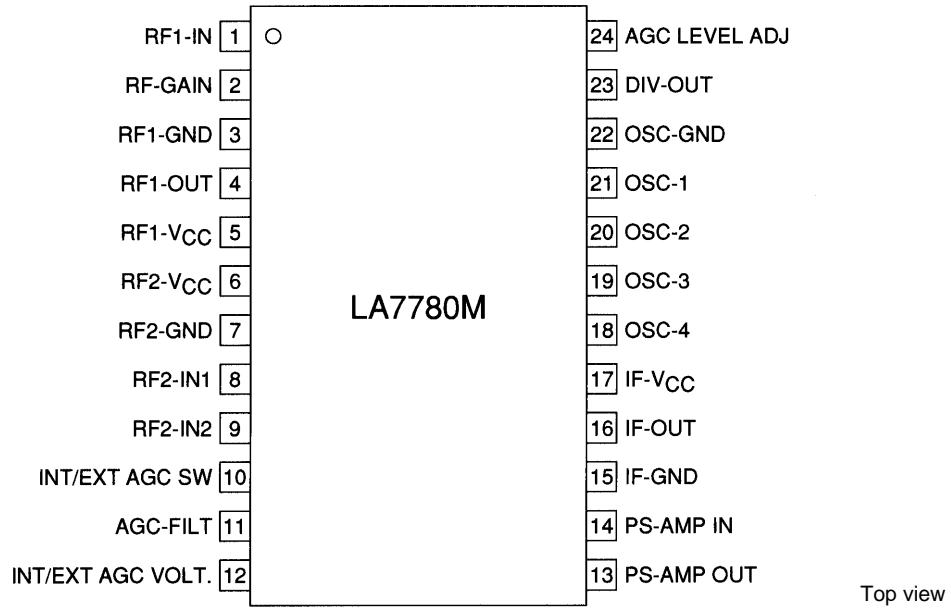 RF1-IN 1
RF-GAIN 2
RF1-GND 3
RF1-OUT 4
RF1-VCC 5
RF2-VCC 6
RF2-GND 7
RF2-IN1 8
RF2-IN2 9
INT/EXT AGC SW 10
AGC-FILT 11
INT/EXT AGC VOLT. 12
LA7780M
24 AGC LEVEL ADJ
23 DIV-OUT
22 OSC-GND
21 OSC-1
20 OSC-2
19 OSC-3
18 OSC-4
17 IF-VCC
16 IF-OUT
15 IF-GND
14 PS-AMP IN
13 PS-AMP OUT
Top view